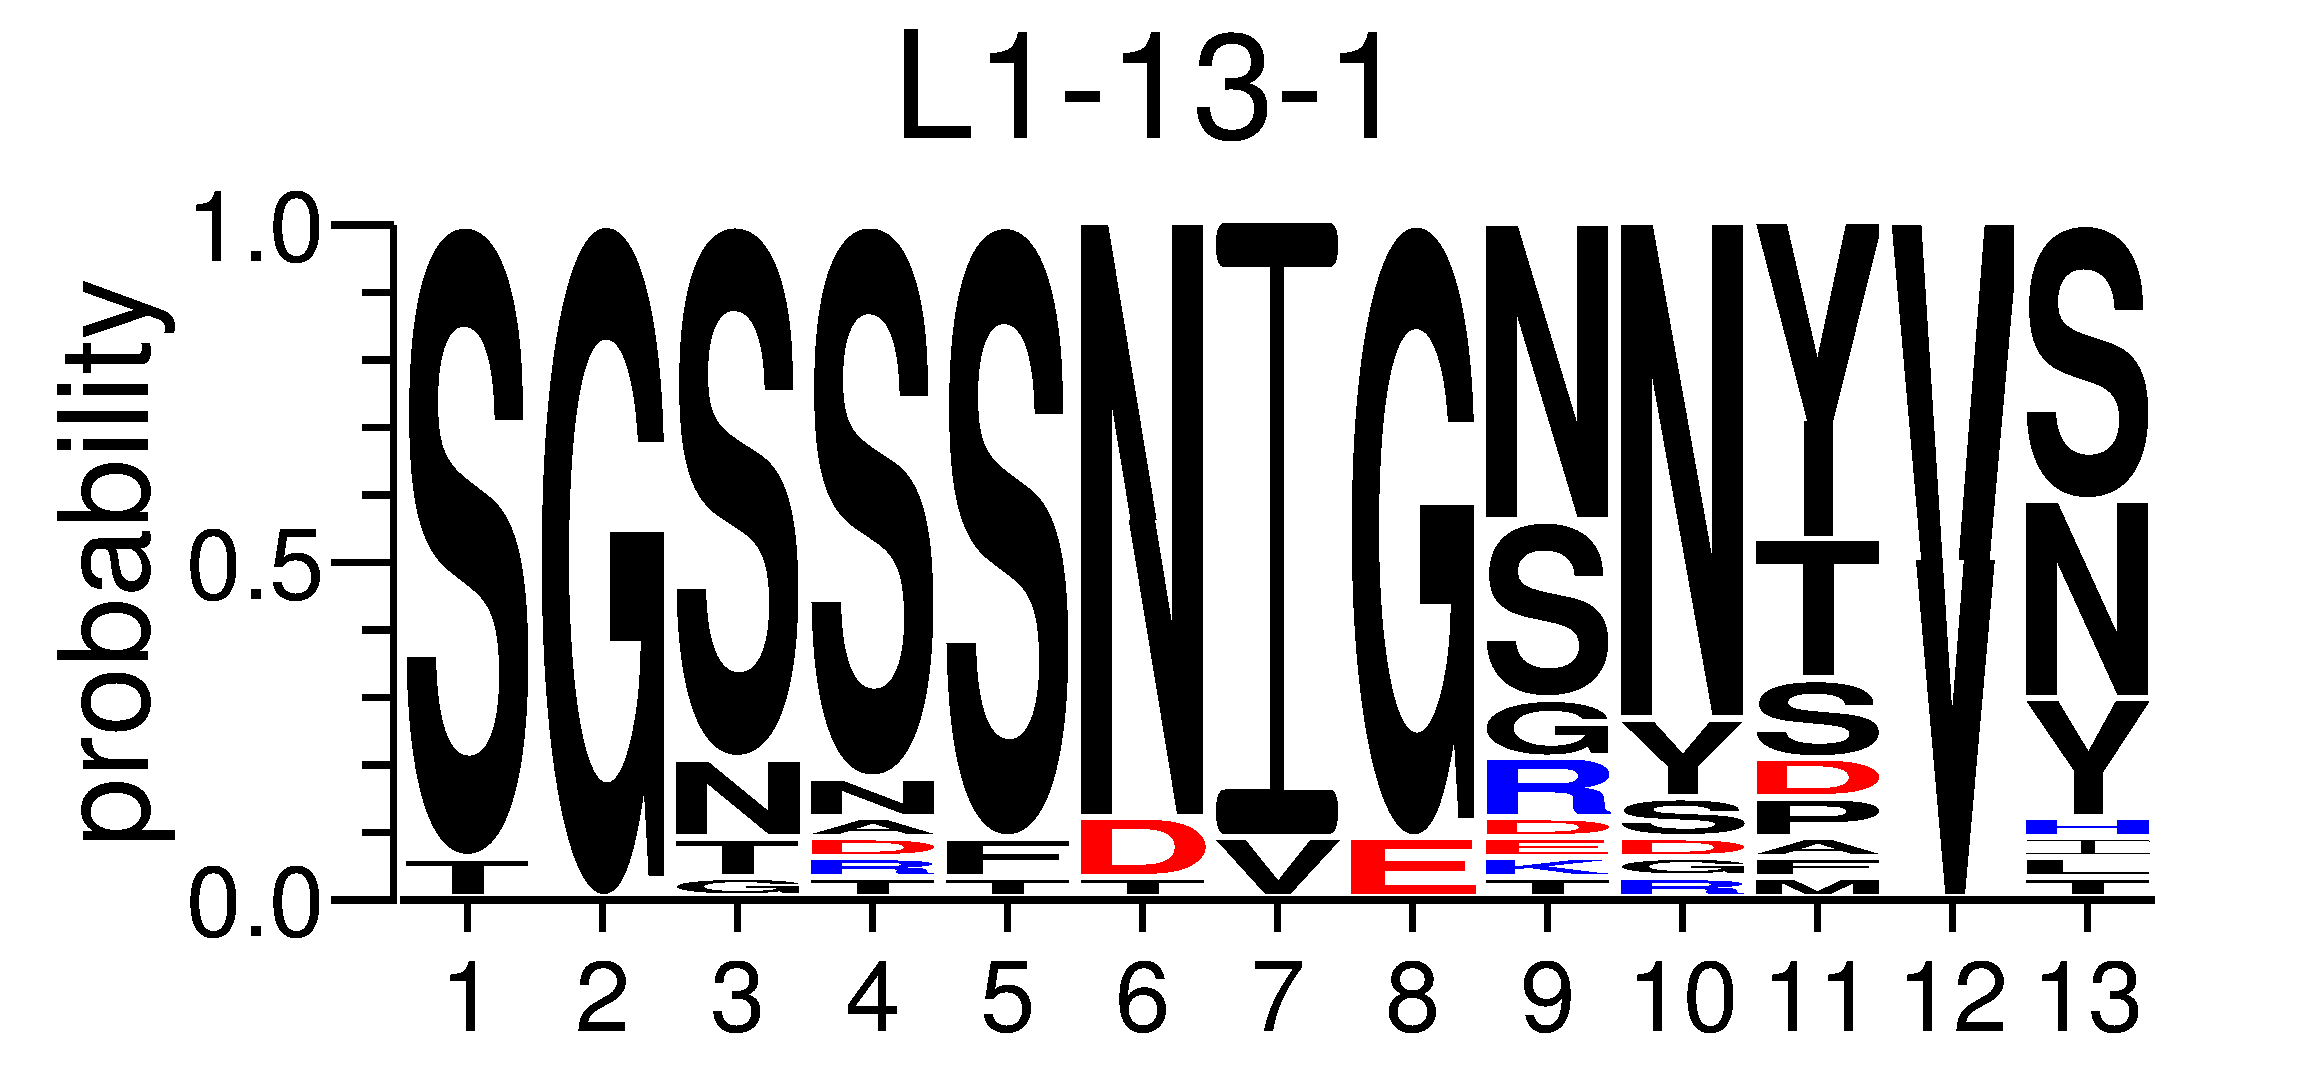 L1-13-1
probability
1.0
0.5
0.0
SGSSSNIGNNYVS
T
N
T
G
N
A
D
R
T
F
T
D
T
V
E
S
G
R
D
E
K
T
Y
S
D
G
R
T
S
D
P
A
F
M
N
Y
H
I
L
T
1 2 3 4 5 6 7 8 9 10 11 12 13